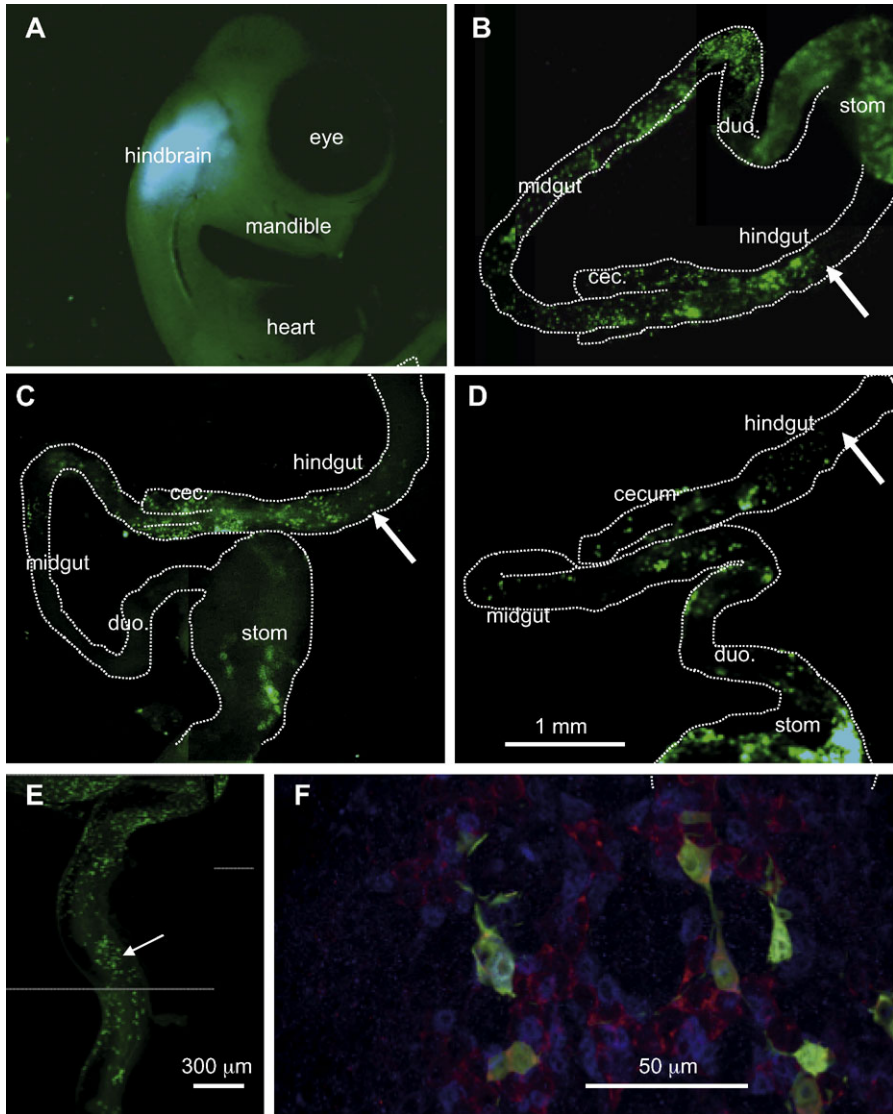 A
hindbrain
eye
mandible
heart
B
stom
duo.
midgut
hindgut
cec.
C
hindgut
cec.
midgut
duo.
stom
D
hindgut
cecum
midgut
duo.
stom
1 mm
E
300 μm
F
50 μm